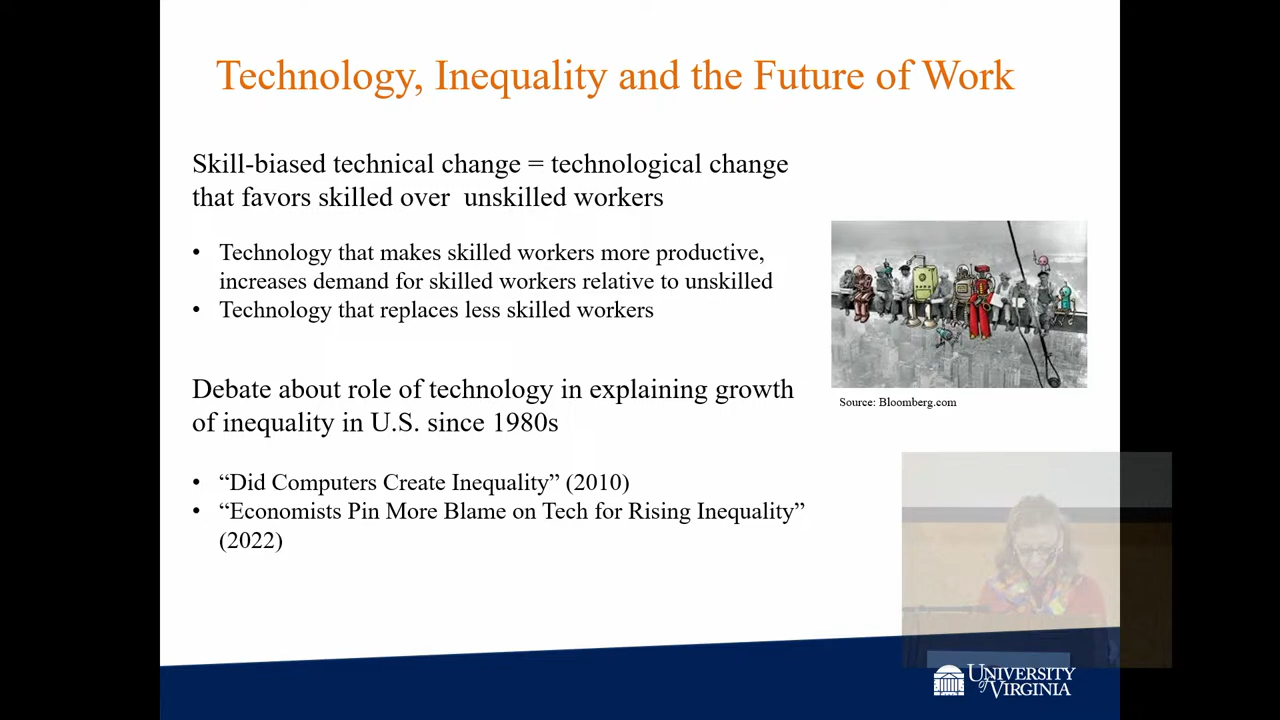 Technology, Inequality and the Future of Work
Skill-biased technical change = technological change
that favors skilled over  unskilled workers
• Technology that makes skilled workers more productive,
increases demand for skilled workers relative to unskilled
• Technology that replaces less skilled workers
Source: Bloomberg.com
Debate about role of technology in explaining growth
of inequality in U.S. since 1980s
• “Did Computers Create Inequality” (2010)
• “Economists Pin More Blame on Tech for Rising Inequality”
(2022)
UNIVERSITY
of VIRGINIA